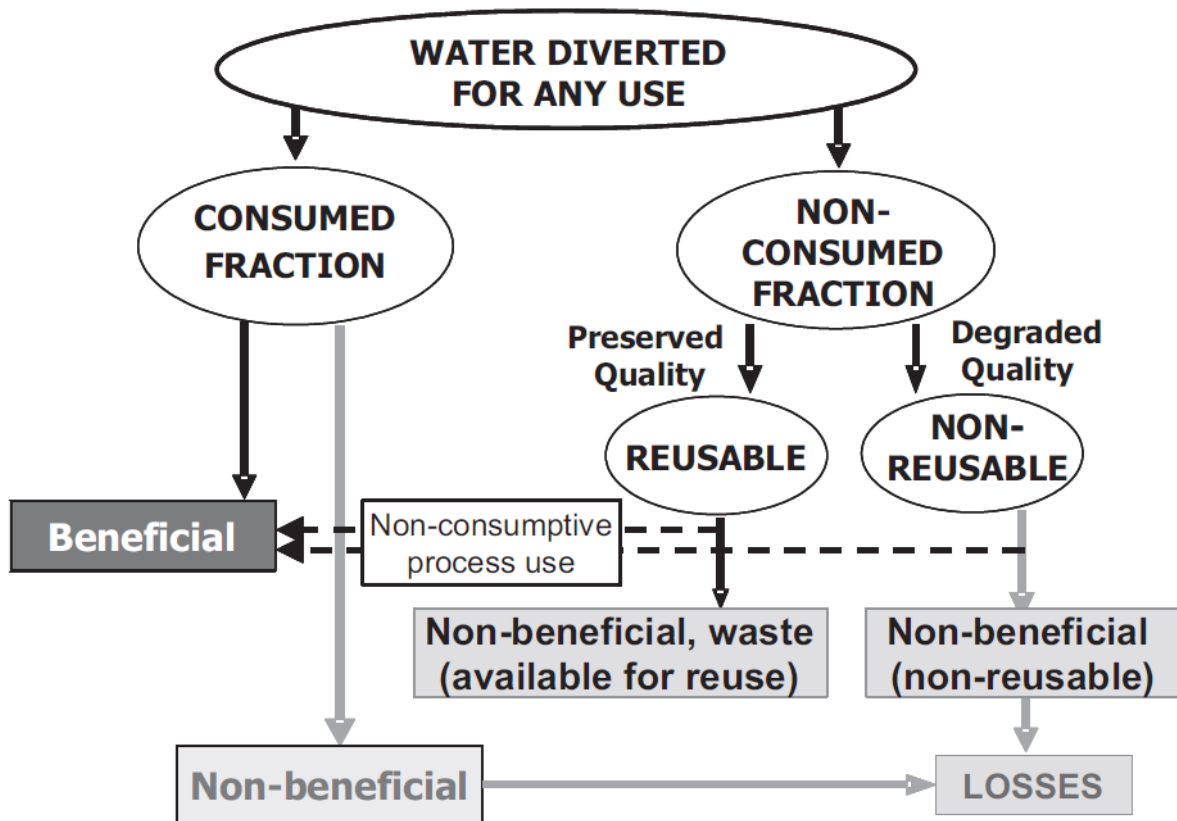 WATER DIVERTED
FOR ANY USE
CONSUMED
FRACTION
NON-
CONSUMED
FRACTION
Preserved
Quality
Degraded
Quality
REUSABLE
NON-
REUSABLE
Beneficial
Non-consumptive
process use
Non-beneficial, waste
(available for reuse)
Non-beneficial
(non-reusable)
Non-beneficial
LOSSES